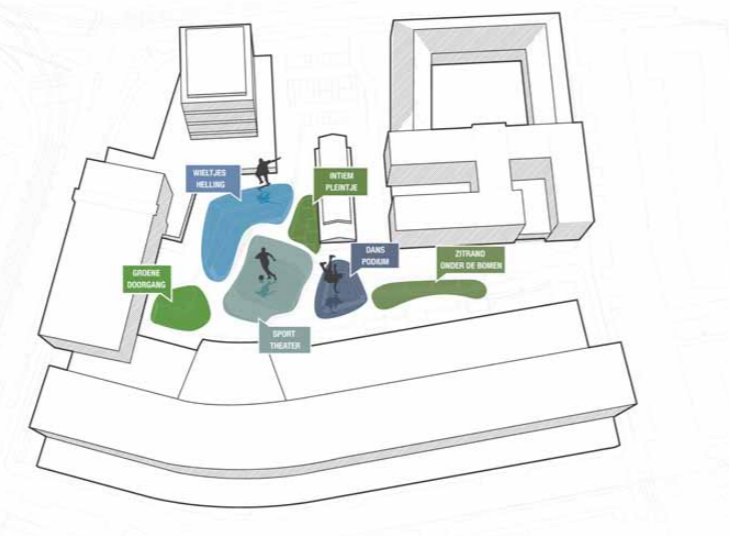 WIELTJES
HELLING
INTIEM
PLEINTJE
DANS
PODIUM
ZITRAND
ONDER DE BOMEN
GROENE
DOORGANG
SPORT
THEATER